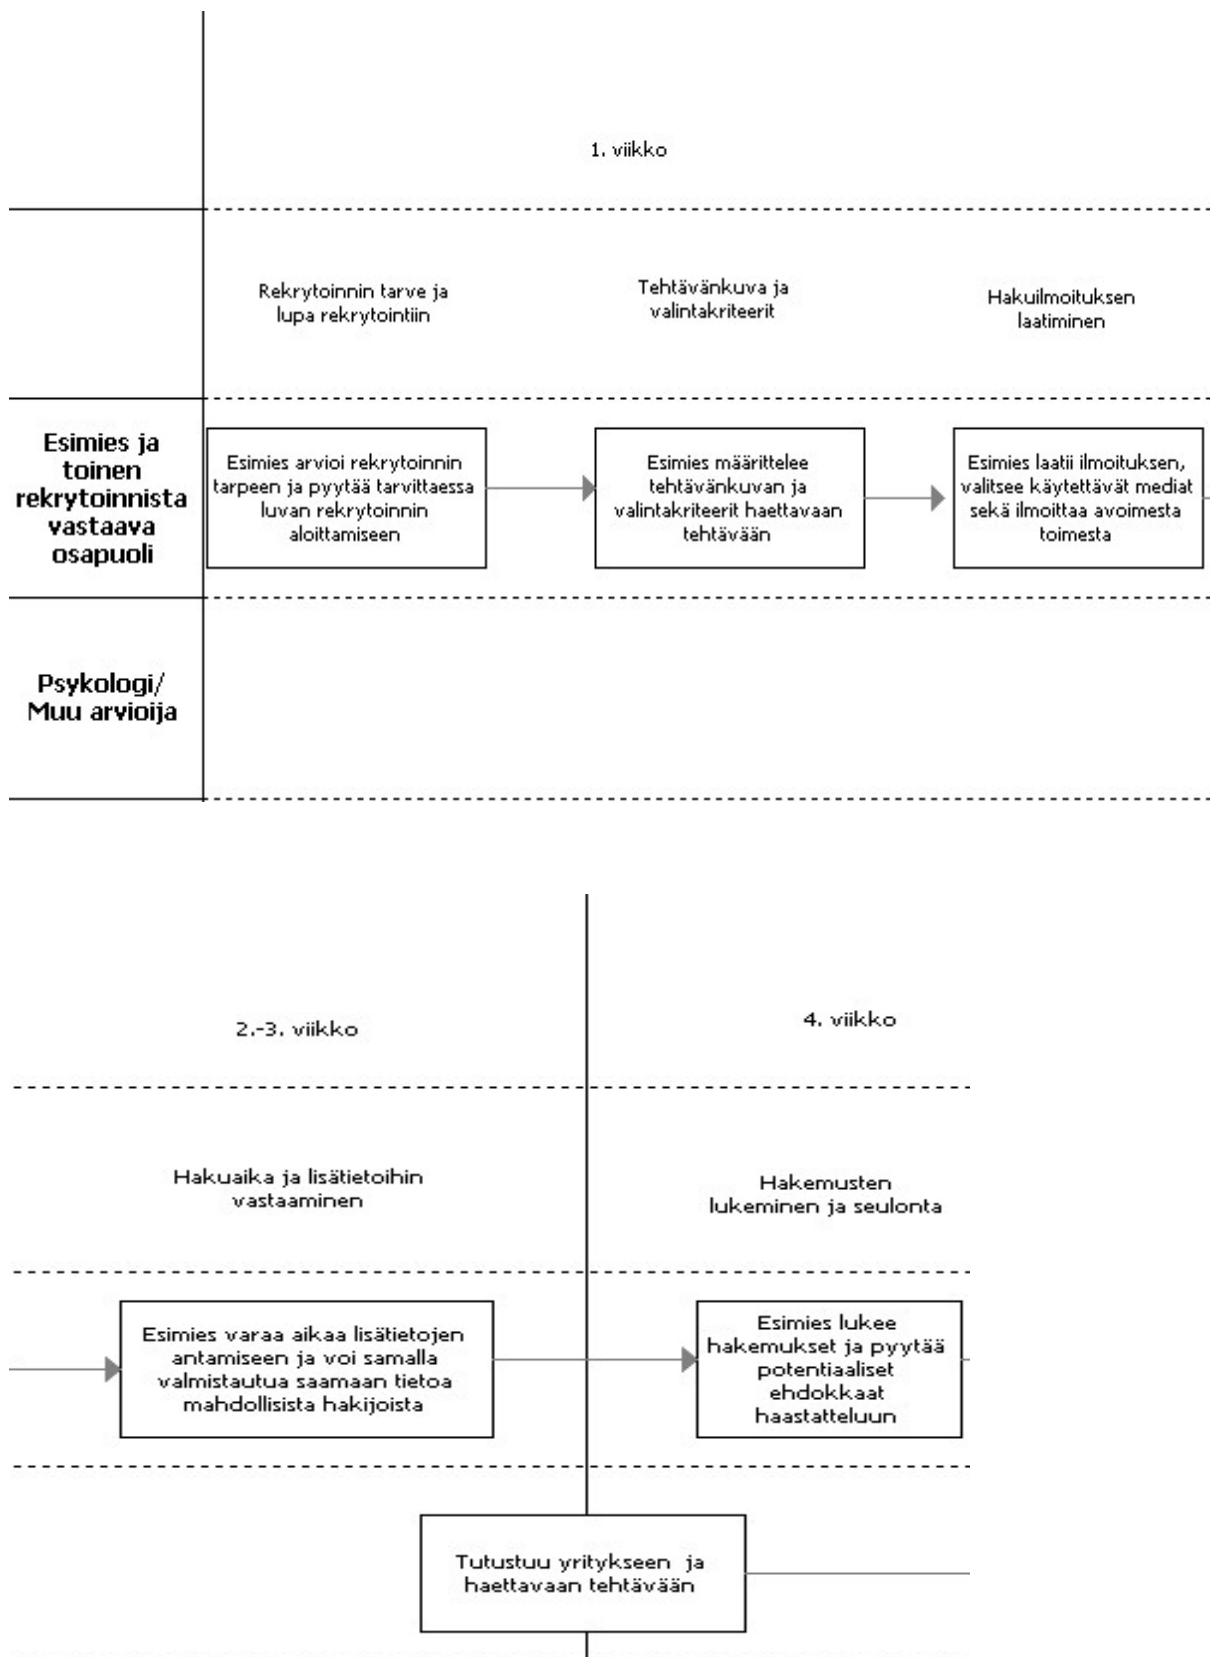 1. viikko
Rekrytoinnin tarve ja
lupa rekrytointiin
Tehtävänkuva ja
valintakriteerit
Hakuilmoituksen
laatiminen
Esimies ja
toinen
rekrytoinnista
vastaava
osapuoli
Esimies arvioi rekrytoinnin
tarpeen ja pyytää tarvittaessa
luvan rekrytoinnin
aloittamiseen
Esimies määrittelee
tehtävänkuvan ja
valintakriteerit haettavaan
tehtävään
Esimies laatii ilmoituksen,
valitsee käytettävät mediat
sekä ilmoittaa avoimesta
toimesta
Psykologi/
Muu arvioija
2.-3. viikko
4. viikko
Hakuaika ja lisätietoihin
vastaaminen
Hakemusten
lukeminen ja seulonta
Esimies varaa aikaa lisätietojen
antamiseen ja voi samalla
valmistautua saamaan tietoa
mahdollisista hakijoista
Esimies lukee
hakemukset ja pyytää
potentiaaliset
ehdokkaat
haastatteluun
Tutustuu yritykseen ja
haettavaan tehtävään